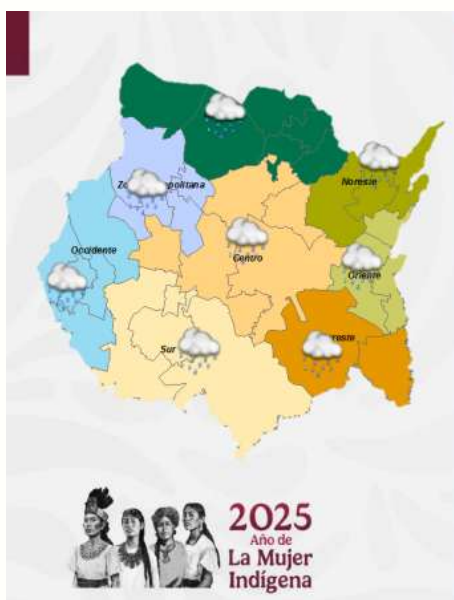 Noreste
Occidente
Centro
Oriente
Sur
2025
Año de
La Mujer
Indígena